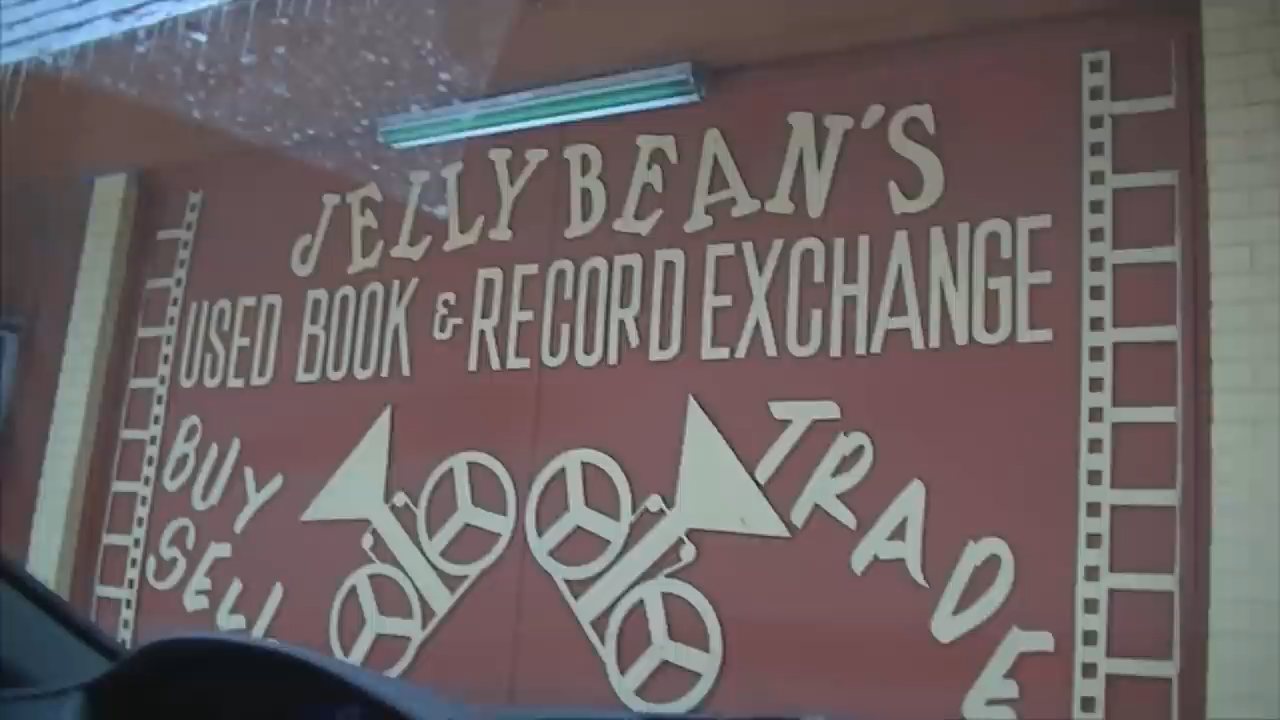 JELLYBEAN'S
USED BOOK & RECORD EXCHANGE
BUY
SELL
TRADE